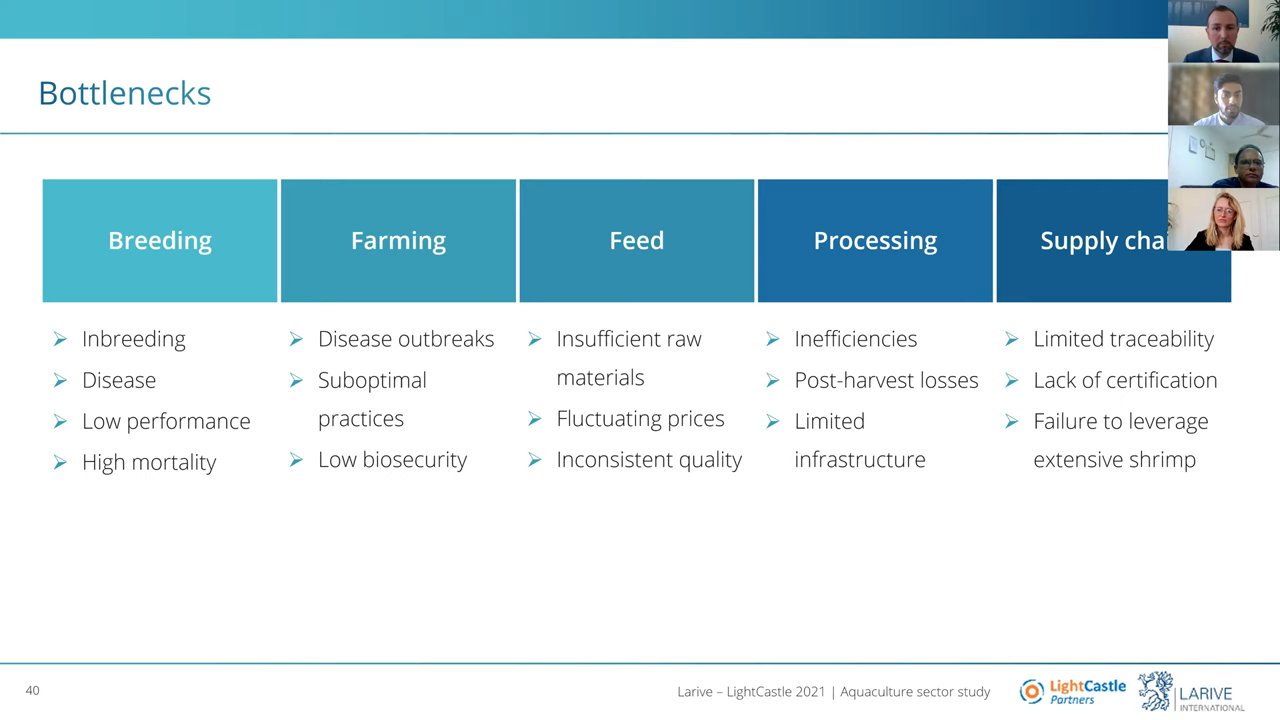 Bottlenecks
Breeding
Farming
Feed
Processing
Supply
Inbreeding
Disease
Low performance
High mortality
Disease outbreaks
Suboptimal
practices
Low biosecurity
Insufficient raw
materials
Fluctuating prices
Inconsistent quality
Inefficiencies
Post-harvest losses
Limited
infrastructure
Limited traceability
Lack of certification
Failure to leverage
extensive shrimp
40
Larive – LightCastle 2021 | Aquaculture sector study
LightCastle
Partners
LARIVE
INTERNATIONAL